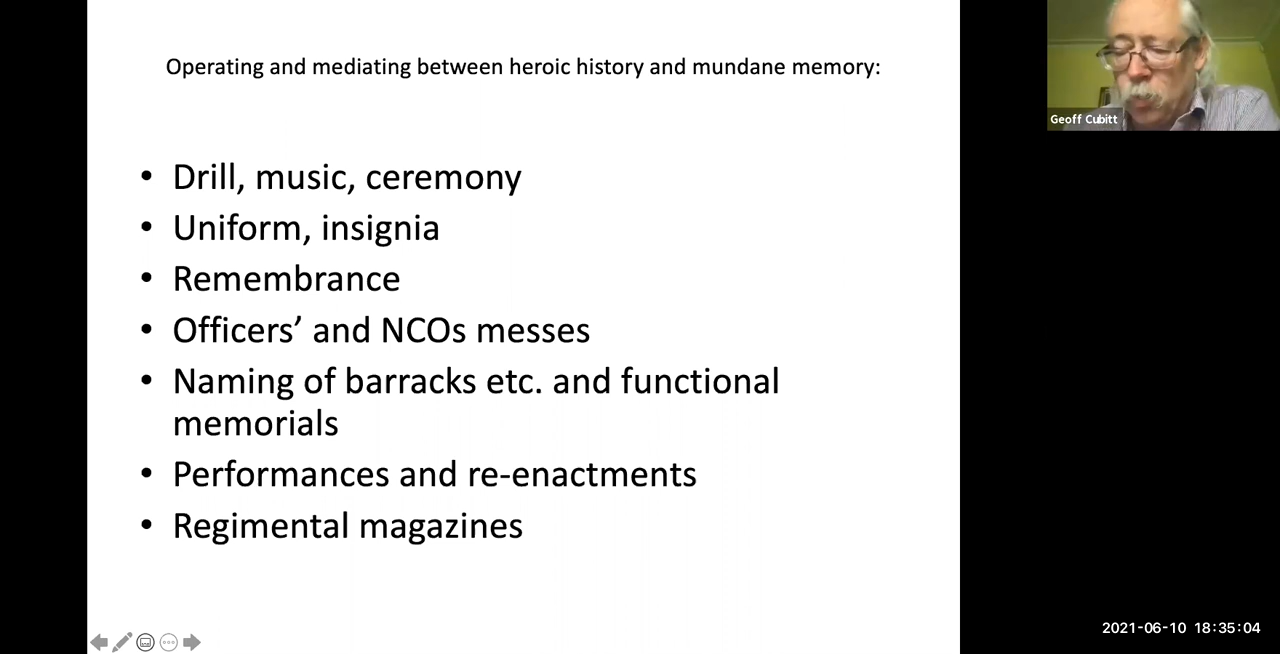 Operating and mediating between heroic history and mundane memory:
• Drill, music, ceremony
• Uniform, insignia
• Remembrance
• Officers’ and NCOs messes
• Naming of barracks etc. and functional
memorials
• Performances and re-enactments
• Regimental magazines
Geoff Cubitt
2021-06-10 18:35:04